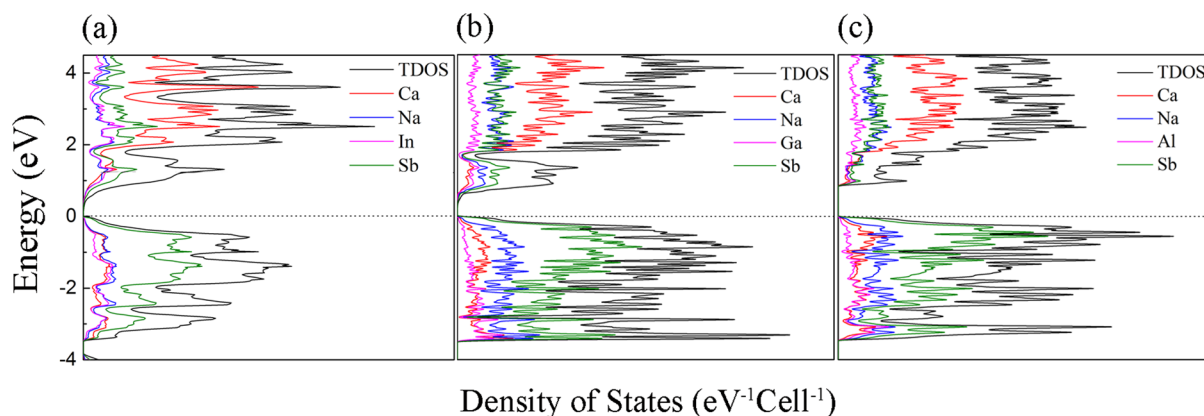 (a)
(b)
(c)
Energy (eV)
4
2
0
-2
-4
TDOS
Ca
Na
In
Sb
TDOS
Ca
Na
Ga
Sb
TDOS
Ca
Na
Al
Sb
Density of States (eV⁻¹Cell⁻¹)